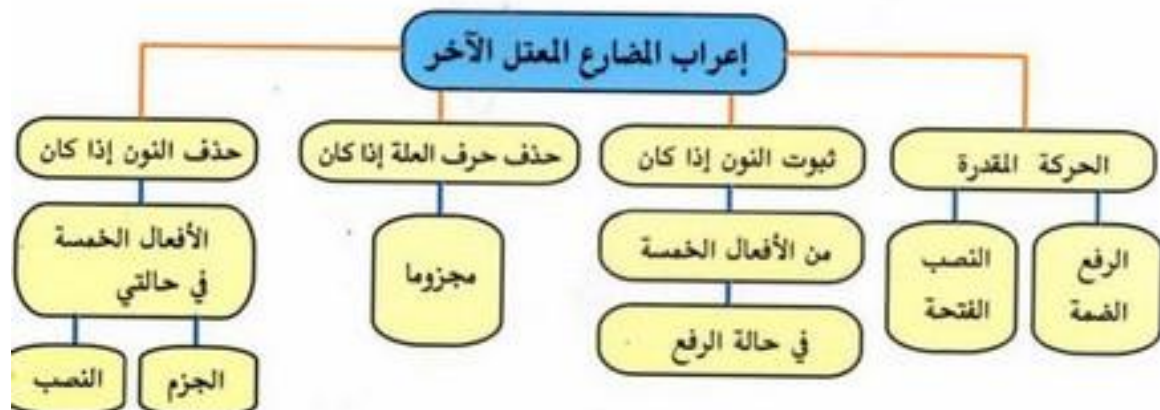 إعراب المضارع المعتل الآخر
الحركة المقدرة
ثبوت النون إذا كان
حذف حرف العلة إذا كان
حذف النون إذا كان
الرفع
الضمة
النصب
الفتحة
من الأفعال الخمسة
في حالة الرفع
مجزوما
الأفعال الخمسة
في حالتي
الجزم
النصب